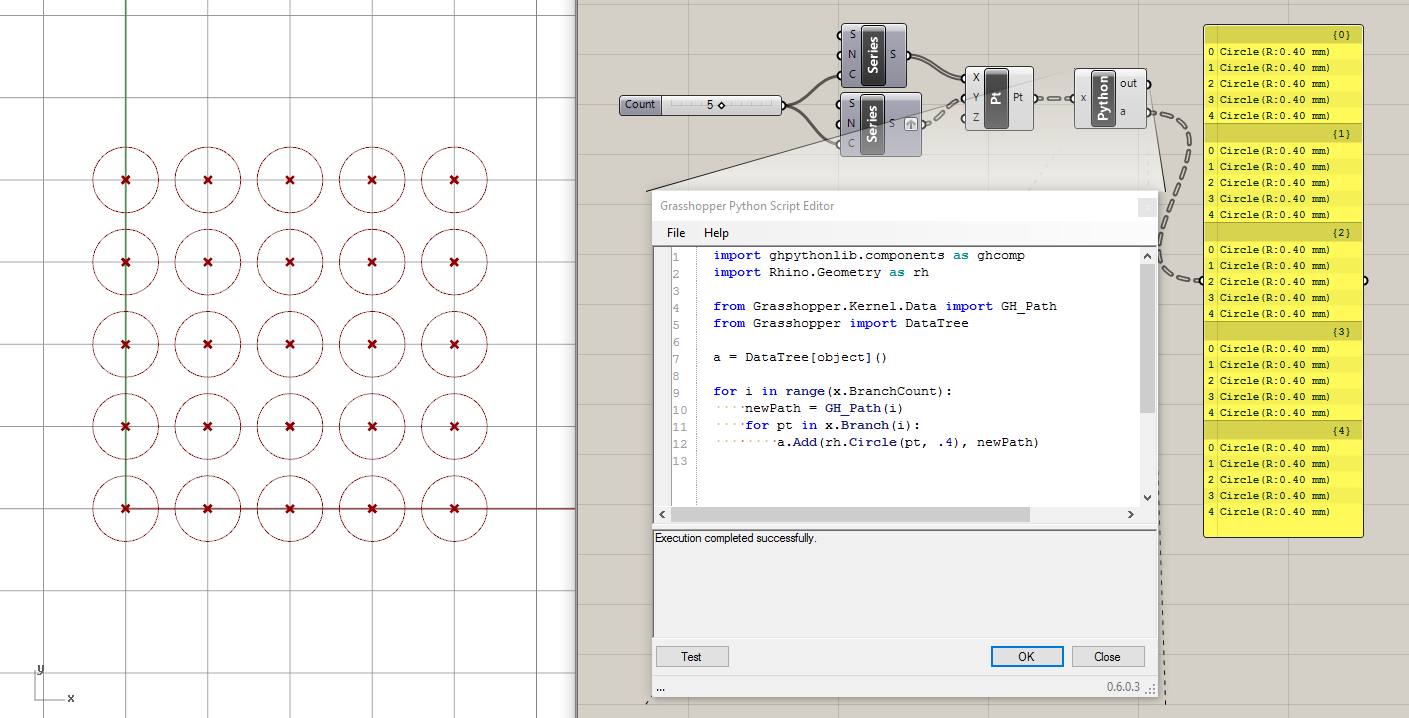 y
x
Count
5
S
N
C
Series
S
S
N
C
Series
S
X
Y
Z
Pt
Pt
x
Python
out
a
Grasshopper Python Script Editor
File Help
1 import ghpythonlib.components as ghcomp
2 import Rhino.Geometry as rh
3
4 from Grasshopper.Kernel.Data import GH_Path
5 from Grasshopper import DataTree
6
7 a = DataTree[object]()
8
9 for i in range(x.BranchCount):
10 ····newPath = GH_Path(i)
11 ····for pt in x.Branch(i):
12 ········a.Add(rh.Circle(pt, .4), newPath)
13
Execution completed successfully.
Test OK Close
... 0.6.0.3
{0}
0 Circle(R:0.40 mm)
1 Circle(R:0.40 mm)
2 Circle(R:0.40 mm)
3 Circle(R:0.40 mm)
4 Circle(R:0.40 mm)
{1}
0 Circle(R:0.40 mm)
1 Circle(R:0.40 mm)
2 Circle(R:0.40 mm)
3 Circle(R:0.40 mm)
4 Circle(R:0.40 mm)
{2}
0 Circle(R:0.40 mm)
1 Circle(R:0.40 mm)
2 Circle(R:0.40 mm)
3 Circle(R:0.40 mm)
4 Circle(R:0.40 mm)
{3}
0 Circle(R:0.40 mm)
1 Circle(R:0.40 mm)
2 Circle(R:0.40 mm)
3 Circle(R:0.40 mm)
4 Circle(R:0.40 mm)
{4}
0 Circle(R:0.40 mm)
1 Circle(R:0.40 mm)
2 Circle(R:0.40 mm)
3 Circle(R:0.40 mm)
4 Circle(R:0.40 mm)